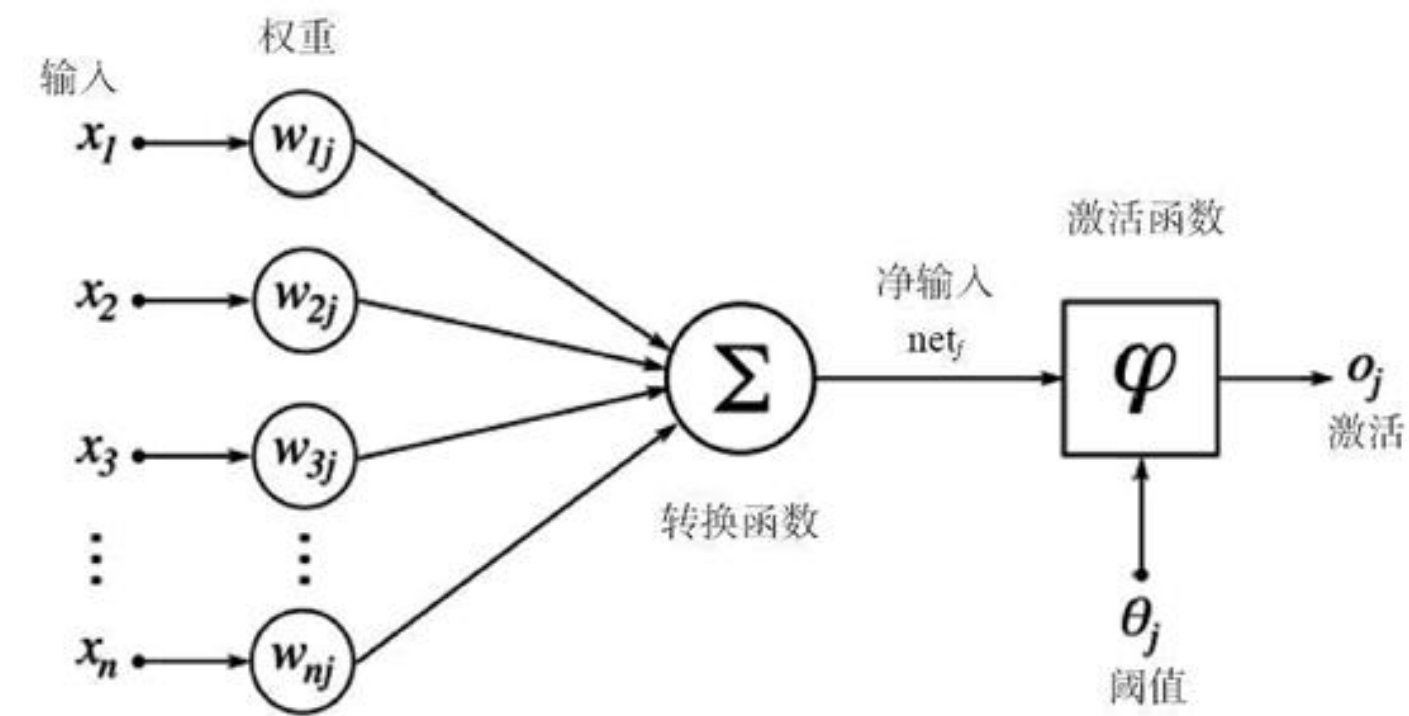 权重
输入
x1
w1j
x2
w2j
x3
w3j
⋮
⋮
xn
wnj
Σ
转换函数
净输入
netf
激活函数
φ
oj
激活
θj
阈值